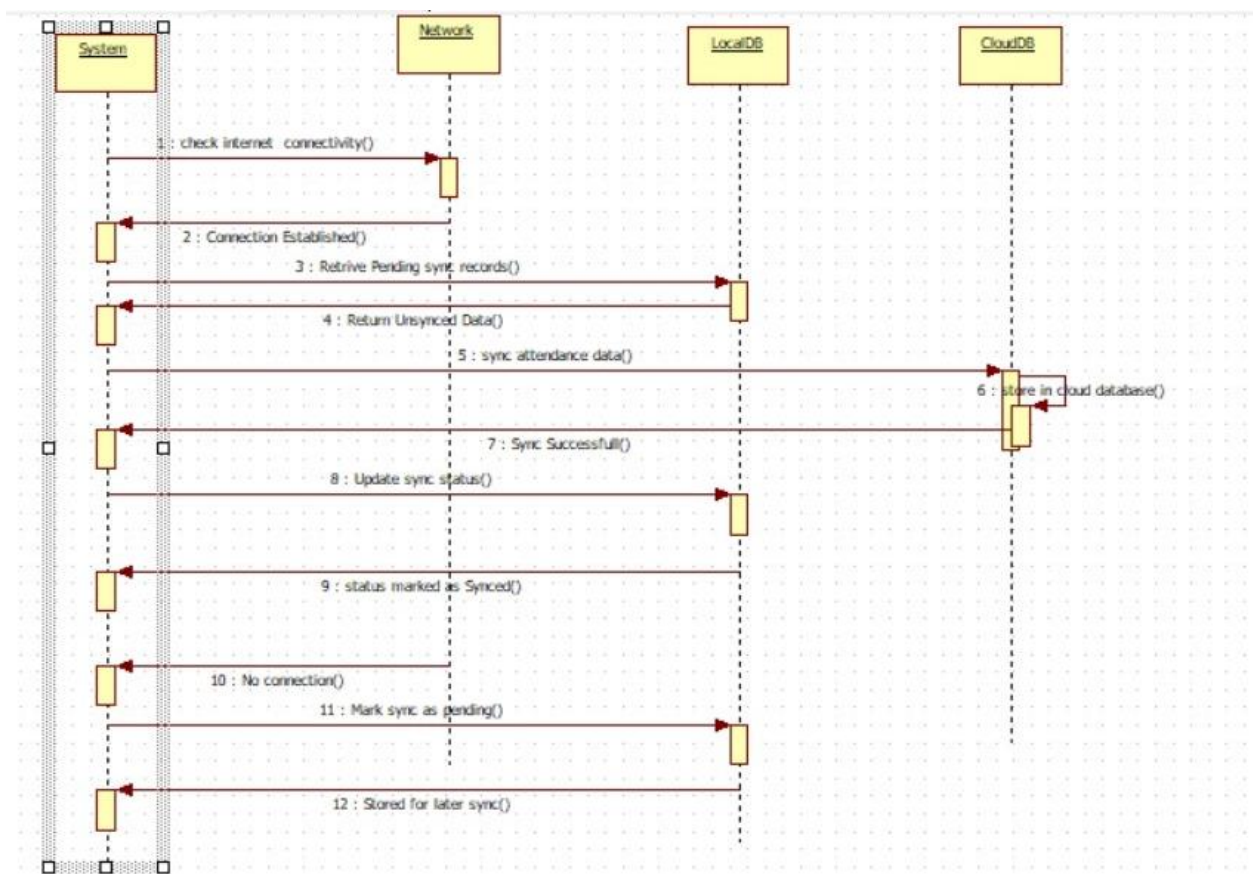 System
Network
LocalDB
CloudDB
1 : check internet connectivity()
2 : Connection Established()
3 : Retrive Pending sync records()
4 : Return Unsynced Data()
5 : sync attendance data()
6 : store in cloud database()
7 : Sync Successfull()
8 : Update sync status()
9 : status marked as Synced()
10 : No connection()
11 : Mark sync as pending()
12 : Stored for later sync()